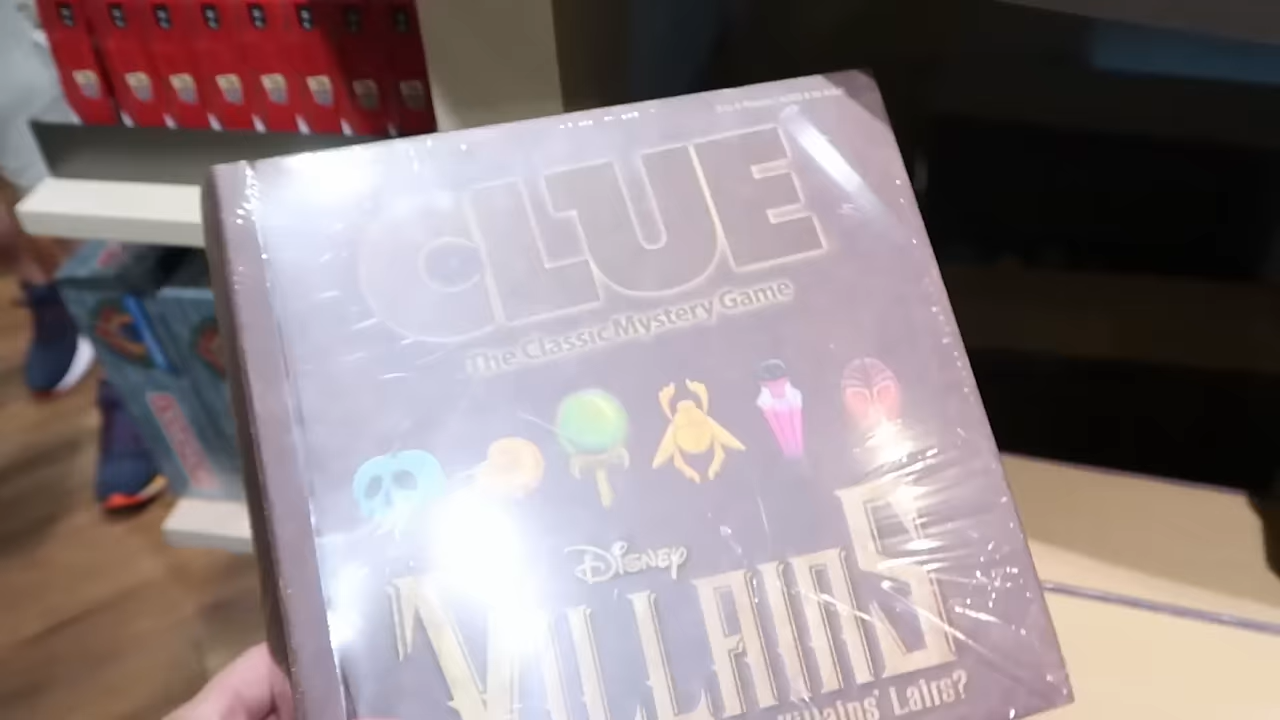 CLUE
The Classic Mystery Game
Disney
VILLAINS
Villains' Lairs?